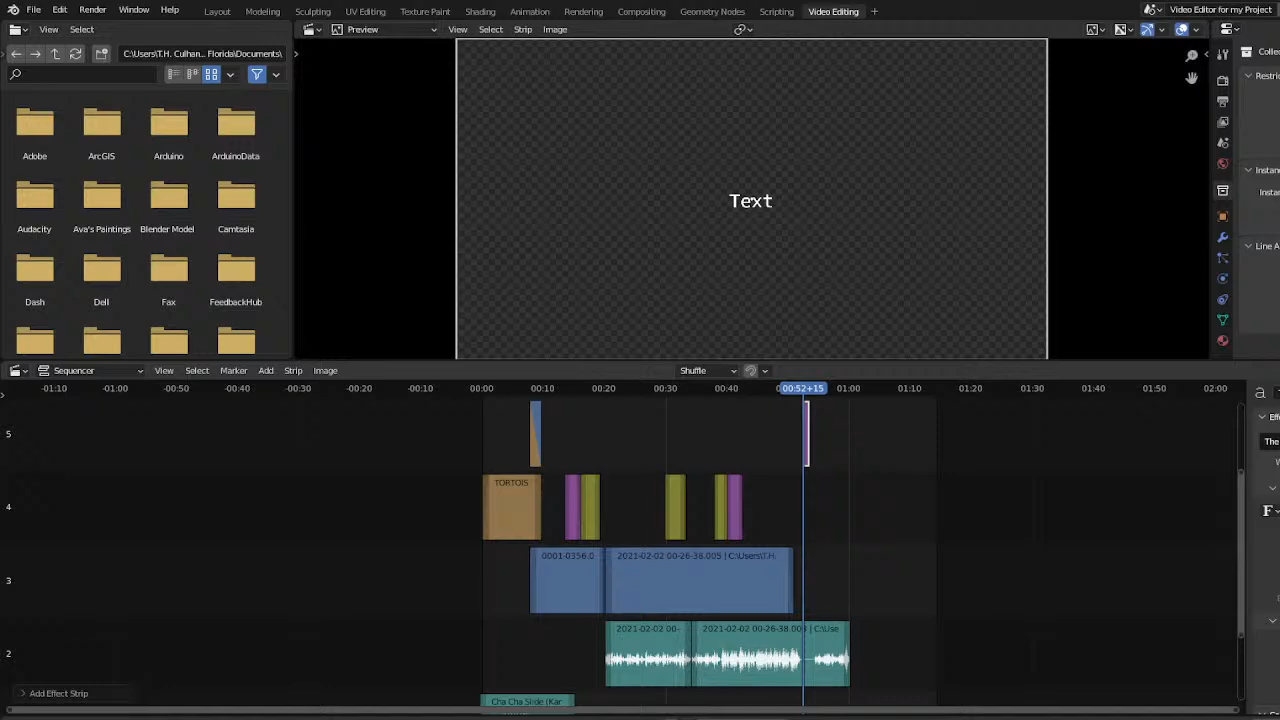 File Edit Render Window Help Layout Modeling Sculpting UV Editing Texture Paint Shading Animation Rendering Compositing Geometry Nodes Scripting Video Editing + Video Editor for my Project
View Select Preview View Select Strip Image
C:\Users\T.H. Culhan... Florida\Documents\ Collec
Restric
Adobe ArcGIS Arduino ArduinoData
Instanc
Instan
Text
Audacity Ava's Paintings Blender Model Camtasia
Line A
Dash Dell Fax FeedbackHub
Sequencer View Select Marker Add Strip Image Shuffle
-01:10 -01:00 -00:50 -00:40 -00:30 -00:20 -00:10 00:00 00:10 00:20 00:30 00:40 00:52+15 01:00 01:10 01:20 01:30 01:40 01:50 02:00
5
Effe
The
4
TORTOIS
F
3
0001-0356.0 2021-02-02 00-26-38.005 | C:\Users\T.H.
2
2021-02-02 00- 2021-02-02 00-26-38.00 | C:\Use
Add Effect Strip
Cha Cha Slide (Kar